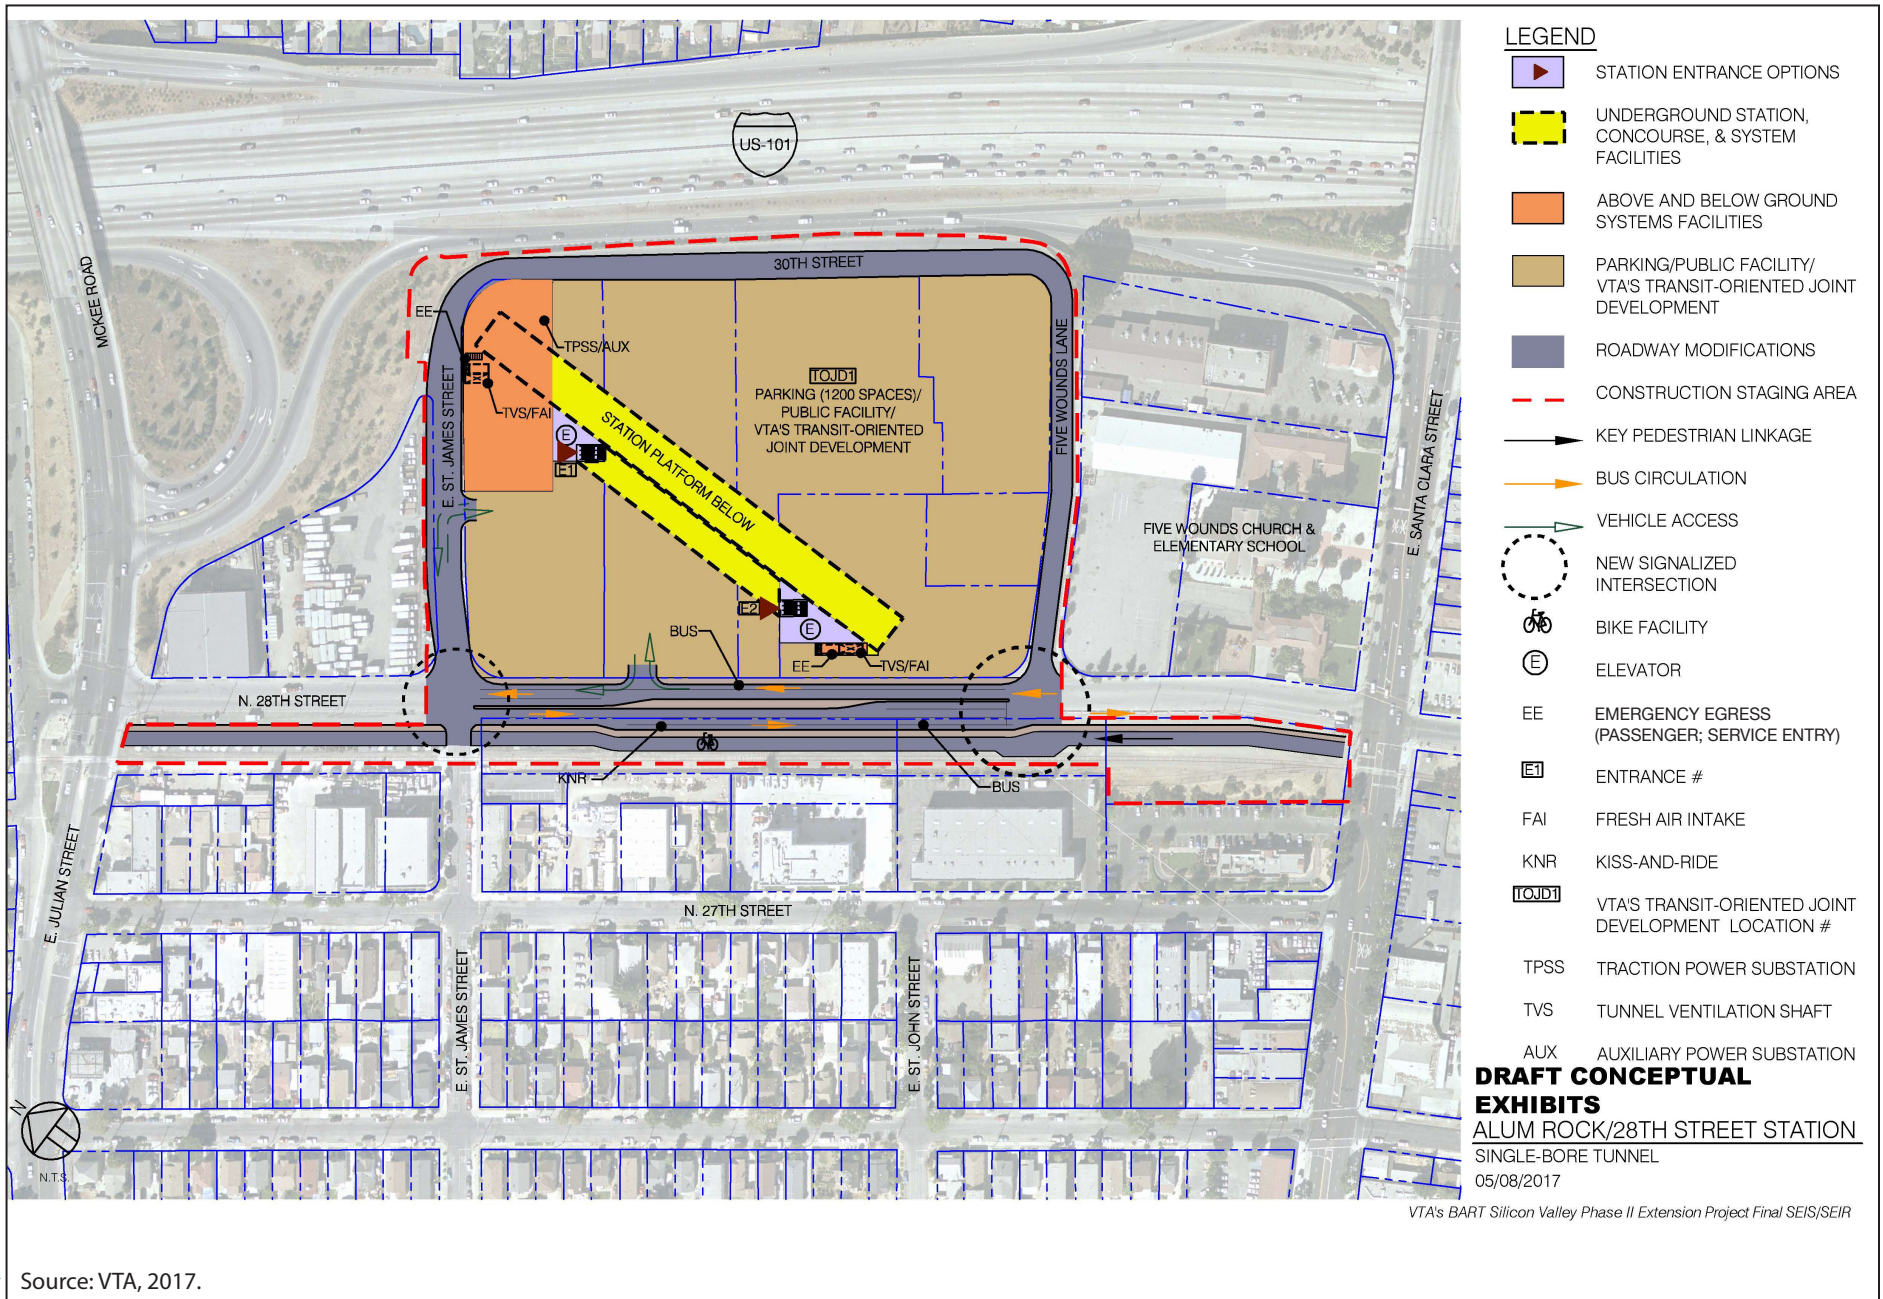 US-101
MCKEE ROAD
30TH STREET
EE
TPSS/AUX
TVS/FAI
E. ST. JAMES STREET
TOJD1
PARKING (1200 SPACES)/
PUBLIC FACILITY/
VTA'S TRANSIT-ORIENTED
JOINT DEVELOPMENT
FIVE WOUNDS LANE
E
E1
STATION PLATFORM BELOW
E. SANTA CLARA STREET
FIVE WOUNDS CHURCH &
ELEMENTARY SCHOOL
E2
E
BUS
EE
TVS/FAI
N. 28TH STREET
KNR
BUS
E. JULIAN STREET
N. 27TH STREET
E. ST. JAMES STREET
E. ST. JOHN STREET
N
N.T.S.
LEGEND
STATION ENTRANCE OPTIONS
UNDERGROUND STATION,
CONCOURSE, & SYSTEM
FACILITIES
ABOVE AND BELOW GROUND
SYSTEMS FACILITIES
PARKING/PUBLIC FACILITY/
VTA'S TRANSIT-ORIENTED JOINT
DEVELOPMENT
ROADWAY MODIFICATIONS
CONSTRUCTION STAGING AREA
KEY PEDESTRIAN LINKAGE
BUS CIRCULATION
VEHICLE ACCESS
NEW SIGNALIZED
INTERSECTION
BIKE FACILITY
E ELEVATOR
EE EMERGENCY EGRESS
(PASSENGER; SERVICE ENTRY)
E1 ENTRANCE #
FAI FRESH AIR INTAKE
KNR KISS-AND-RIDE
TOJD1 VTA'S TRANSIT-ORIENTED JOINT
DEVELOPMENT LOCATION #
TPSS TRACTION POWER SUBSTATION
TVS TUNNEL VENTILATION SHAFT
AUX AUXILIARY POWER SUBSTATION
DRAFT CONCEPTUAL
EXHIBITS
ALUM ROCK/28TH STREET STATION
SINGLE-BORE TUNNEL
05/08/2017
VTA's BART Silicon Valley Phase II Extension Project Final SEIS/SEIR
Source: VTA, 2017.